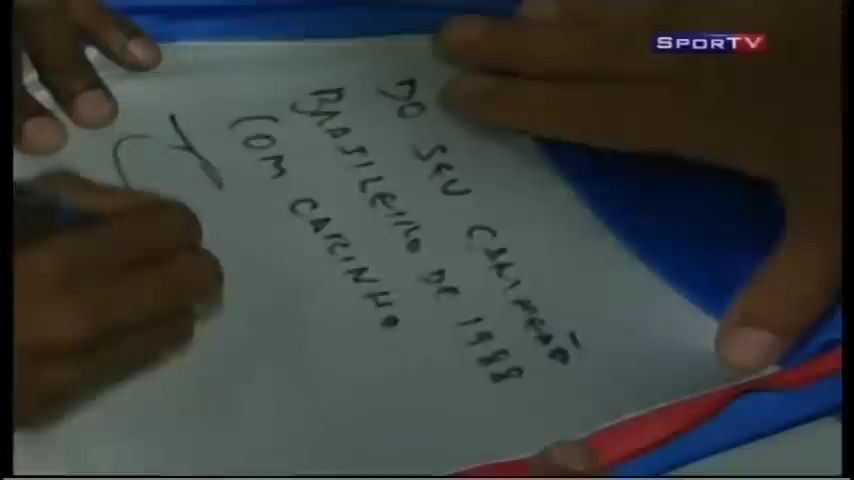 SPORTV
DO SEU CAMPEÃO
BRASILEIRO DE 1988
COM CARINHO